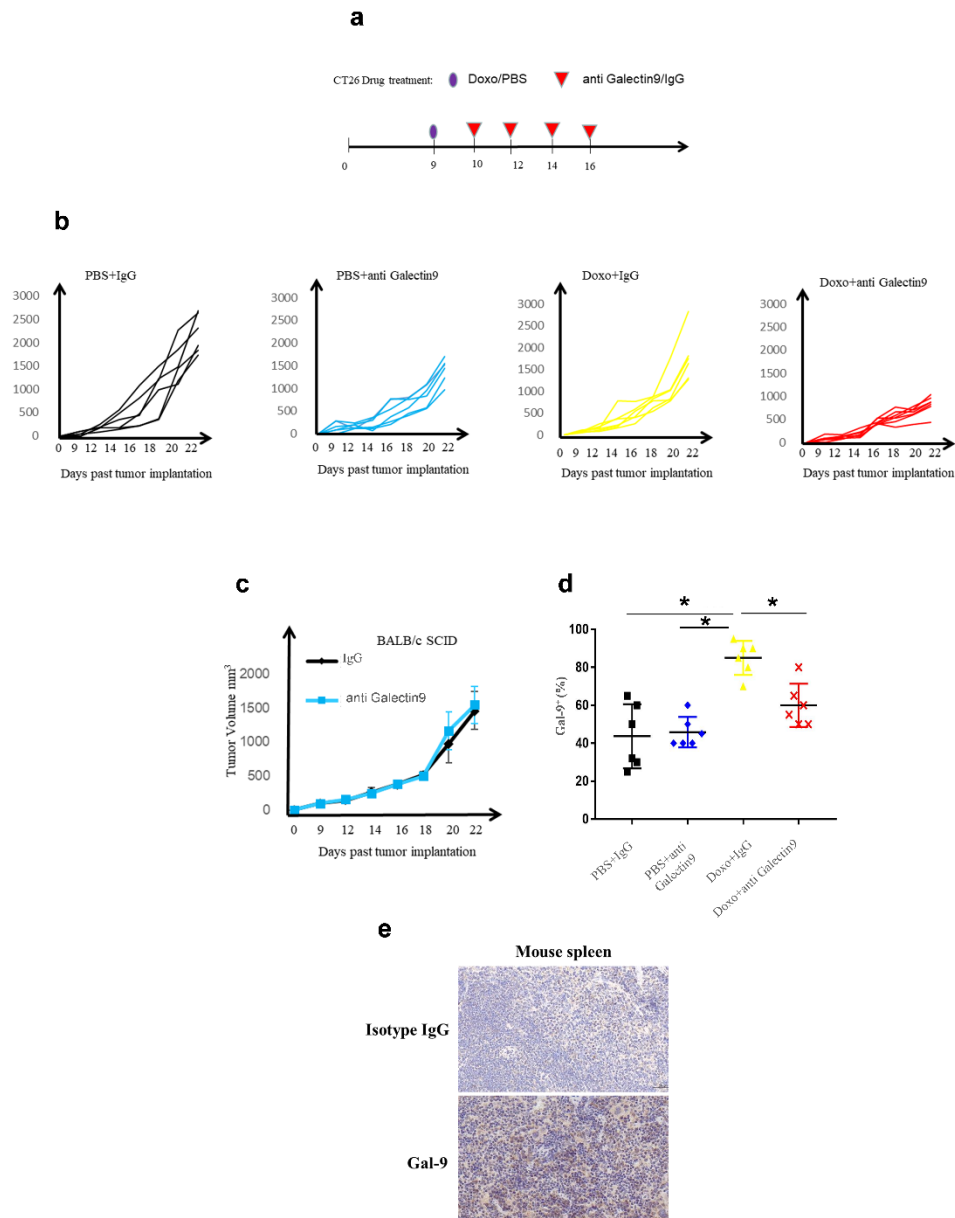 a
CT26 Drug treatment: Doxo/PBS anti Galectin9/IgG
0 9 10 12 14 16
b
PBS+IgG
3000
2500
2000
1500
1000
500
0
0 9 12 14 16 18 20 22
Days past tumor implantation
PBS+anti Galectin9
3000
2500
2000
1500
1000
500
0
0 9 12 14 16 18 20 22
Days past tumor implantation
Doxo+IgG
3000
2500
2000
1500
1000
500
0
0 9 12 14 16 18 20 22
Days past tumor implantation
Doxo+anti Galectin9
3000
2500
2000
1500
1000
500
0
0 9 12 14 16 18 20 22
Days past tumor implantation
c
BALB/c SCID
IgG
anti Galectin9
Tumor Volume mm³
2000
1500
1000
500
0
0 9 12 14 16 18 20 22
Days past tumor implantation
d
* *
*
Gal-9⁺ (%)
100
80
60
40
20
0
PBS+IgG
PBS+anti
Galectin9
Doxo+IgG
Doxo+anti Galectin9
e
Mouse spleen
Isotype IgG
Gal-9